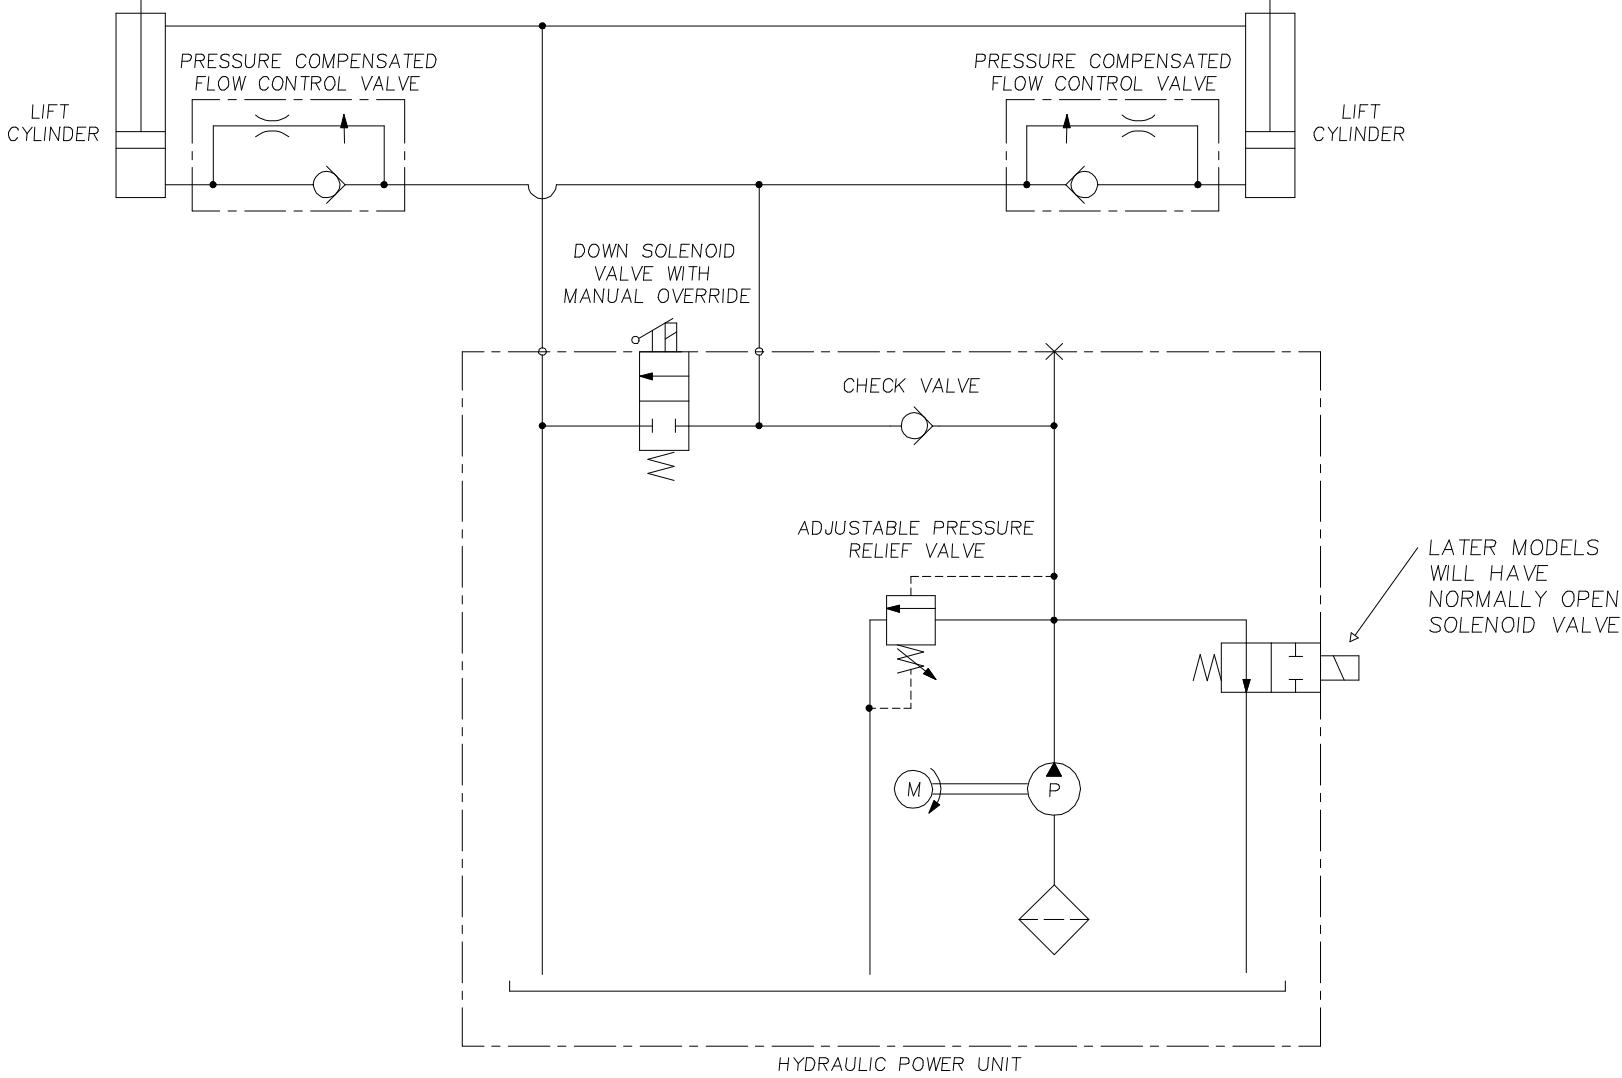 PRESSURE COMPENSATED
FLOW CONTROL VALVE
PRESSURE COMPENSATED
FLOW CONTROL VALVE
LIFT
CYLINDER
LIFT
CYLINDER
DOWN SOLENOID
VALVE WITH
MANUAL OVERRIDE
CHECK VALVE
ADJUSTABLE PRESSURE
RELIEF VALVE
LATER MODELS
WILL HAVE
NORMALLY OPEN
SOLENOID VALVE
M
P
HYDRAULIC POWER UNIT